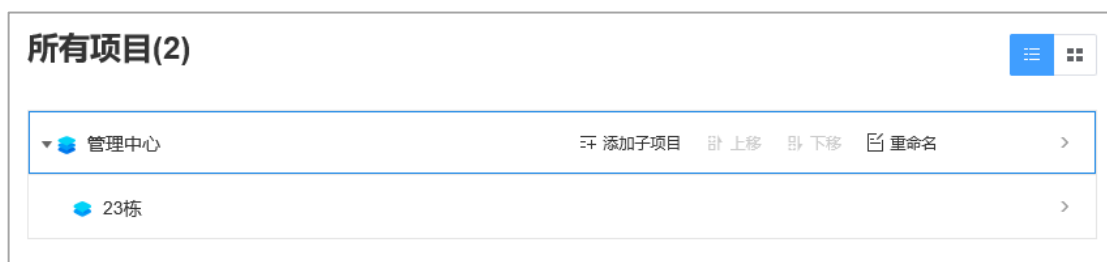 所有项目(2)
管理中心 添加子项目 上移 下移 重命名
23栋